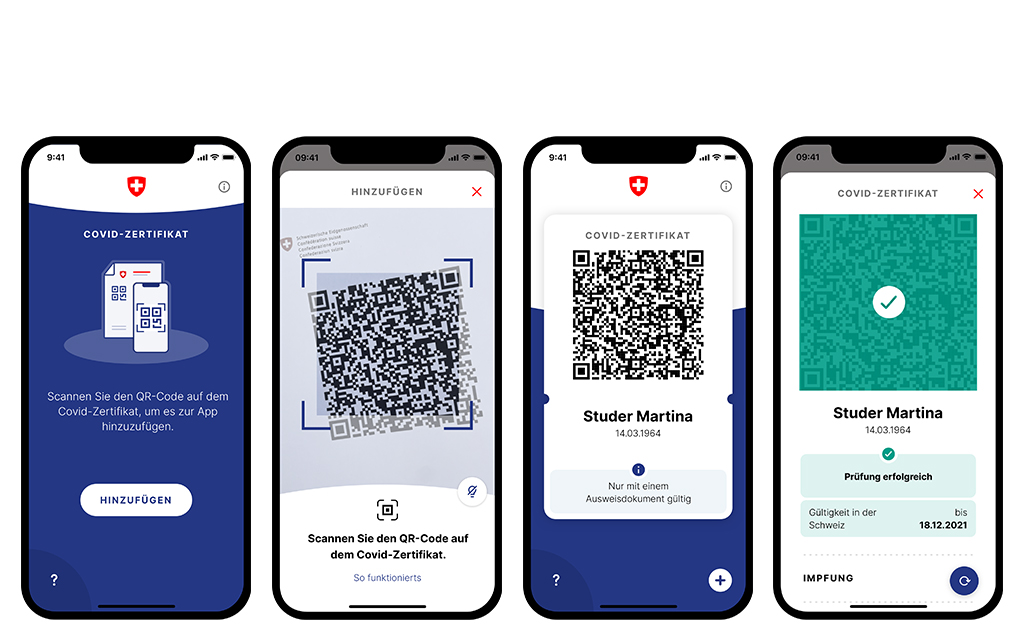 9:41
COVID-ZERTIFIKAT
Scannen Sie den QR-Code auf dem
Covid-Zertifikat, um es zur App
hinzuzufügen.
HINZUFÜGEN
?
09:41
HINZUFÜGEN
Schweizerische Eidgenossenschaft
Confédération suisse
Confederazione Svizzera
Confederaziun svizra
Scannen Sie den QR-Code auf
dem Covid-Zertifikat.
So funktionierts
9:41
COVID-ZERTIFIKAT
Studer Martina
14.03.1964
Nur mit einem
Ausweisdokument gültig
?
09:41
COVID-ZERTIFIKAT
Studer Martina
14.03.1964
Prüfung erfolgreich
Gültigkeit in der bis
Schweiz 18.12.2021
IMPFUNG